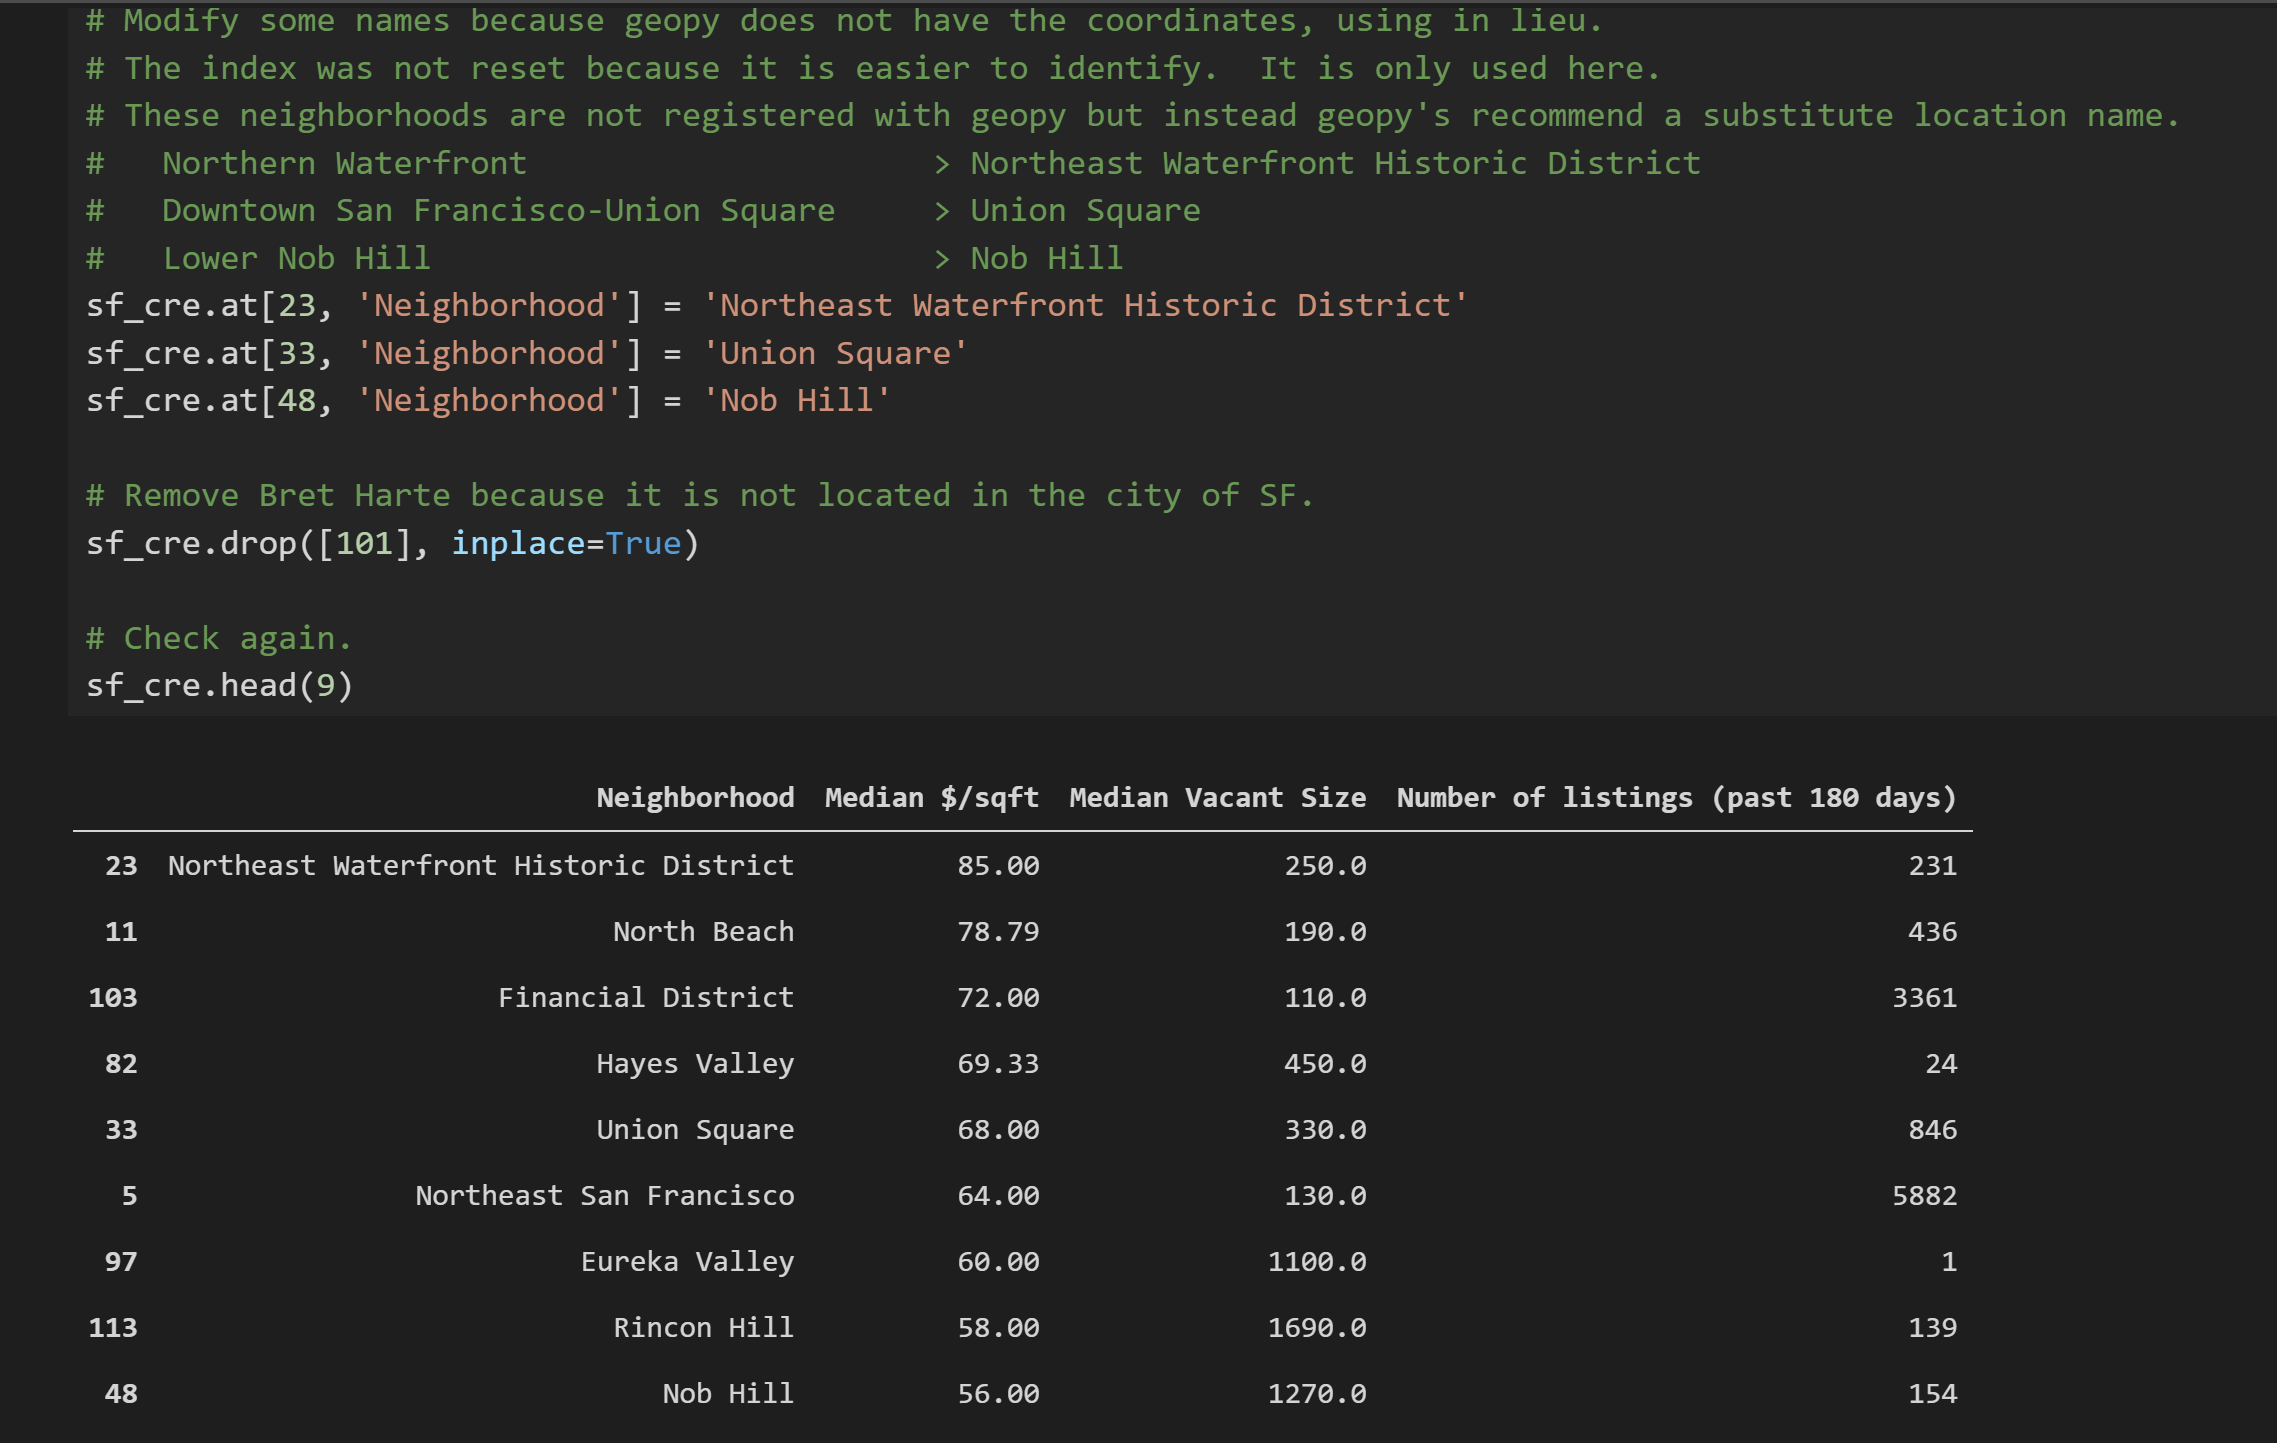 # Modify some names because geopy does not have the coordinates, using in lieu.
# The index was not reset because it is easier to identify.  It is only used here.
# These neighborhoods are not registered with geopy but instead geopy's recommend a substitute location name.
#   Northern Waterfront                     > Northeast Waterfront Historic District
#   Downtown San Francisco-Union Square     > Union Square
#   Lower Nob Hill                          > Nob Hill
sf_cre.at[23, 'Neighborhood'] = 'Northeast Waterfront Historic District'
sf_cre.at[33, 'Neighborhood'] = 'Union Square'
sf_cre.at[48, 'Neighborhood'] = 'Nob Hill'
# Remove Bret Harte because it is not located in the city of SF.
sf_cre.drop([101], inplace=True)
# Check again.
sf_cre.head(9)
Neighborhood Median $/sqft Median Vacant Size Number of listings (past 180 days)
23 Northeast Waterfront Historic District 85.00 250.0 231
11 North Beach 78.79 190.0 436
103 Financial District 72.00 110.0 3361
82 Hayes Valley 69.33 450.0 24
33 Union Square 68.00 330.0 846
5 Northeast San Francisco 64.00 130.0 5882
97 Eureka Valley 60.00 1100.0 1
113 Rincon Hill 58.00 1690.0 139
48 Nob Hill 56.00 1270.0 154